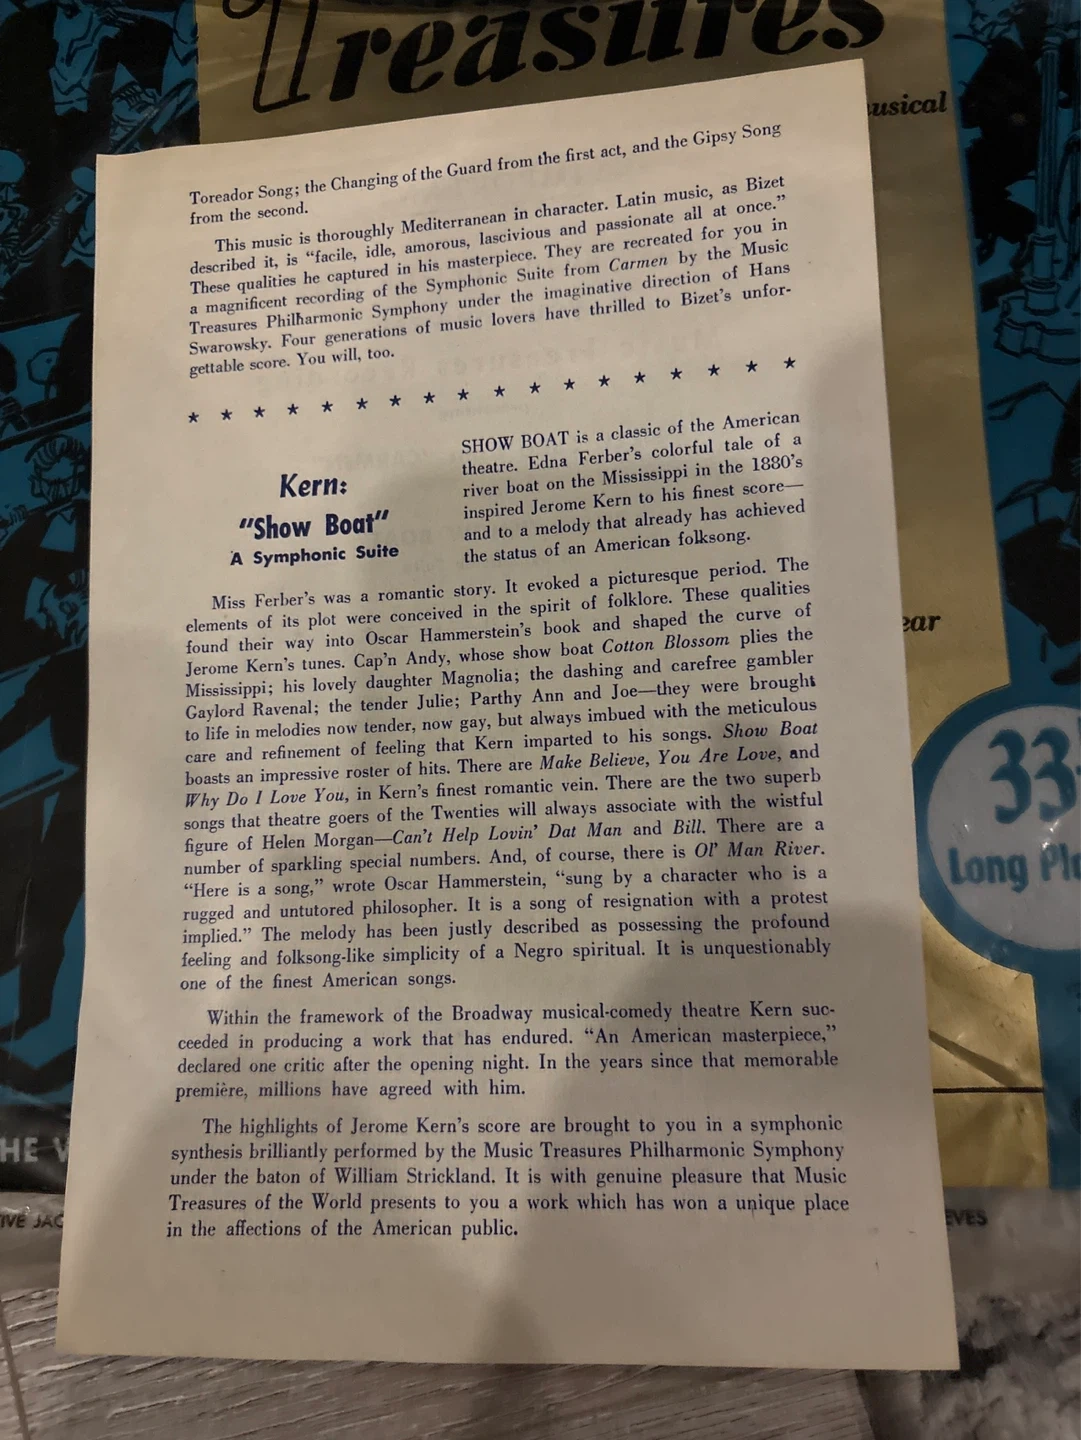 Treasures
musical
Toreador Song; the Changing of the Guard from the first act, and the Gipsy Song
from the second.
This music is thoroughly Mediterranean in character. Latin music, as Bizet
described it, is “facile, idle, amorous, lascivious and passionate all at once.”
These qualities he captured in his masterpiece. They are recreated for you in
a magnificent recording of the Symphonic Suite from Carmen by the Music
Treasures Philharmonic Symphony under the imaginative direction of Hans
Swarowsky. Four generations of music lovers have thrilled to Bizet's unfor-
gettable score. You will, too.
★ ★ ★ ★ ★ ★ ★ ★ ★ ★ ★ ★ ★ ★ ★ ★ ★ ★
Kern:
"Show Boat"
A Symphonic Suite
SHOW BOAT is a classic of the American
theatre. Edna Ferber's colorful tale of a
river boat on the Mississippi in the 1880's
inspired Jerome Kern to his finest score—
and to a melody that already has achieved
the status of an American folksong.
Miss Ferber's was a romantic story. It evoked a picturesque period. The
elements of its plot were conceived in the spirit of folklore. These qualities
found their way into Oscar Hammerstein's book and shaped the curve of
Jerome Kern's tunes. Cap'n Andy, whose show boat Cotton Blossom plies the
Mississippi; his lovely daughter Magnolia; the dashing and carefree gambler
Gaylord Ravenal; the tender Julie; Parthy Ann and Joe—they were brought
to life in melodies now tender, now gay, but always imbued with the meticulous
care and refinement of feeling that Kern imparted to his songs. Show Boat
boasts an impressive roster of hits. There are Make Believe, You Are Love, and
Why Do I Love You, in Kern's finest romantic vein. There are the two superb
songs that theatre goers of the Twenties will always associate with the wistful
figure of Helen Morgan—Can't Help Lovin' Dat Man and Bill. There are a
number of sparkling special numbers. And, of course, there is Ol' Man River.
“Here is a song,” wrote Oscar Hammerstein, “sung by a character who is a
rugged and untutored philosopher. It is a song of resignation with a protest
implied.” The melody has been justly described as possessing the profound
feeling and folksong-like simplicity of a Negro spiritual. It is unquestionably
one of the finest American songs.
Within the framework of the Broadway musical-comedy theatre Kern suc-
ceeded in producing a work that has endured. “An American masterpiece,”
declared one critic after the opening night. In the years since that memorable
première, millions have agreed with him.
The highlights of Jerome Kern's score are brought to you in a symphonic
synthesis brilliantly performed by the Music Treasures Philharmonic Symphony
under the baton of William Strickland. It is with genuine pleasure that Music
Treasures of the World presents to you a work which has won a unique place
in the affections of the American public.
ear
33
Long Pl
HE